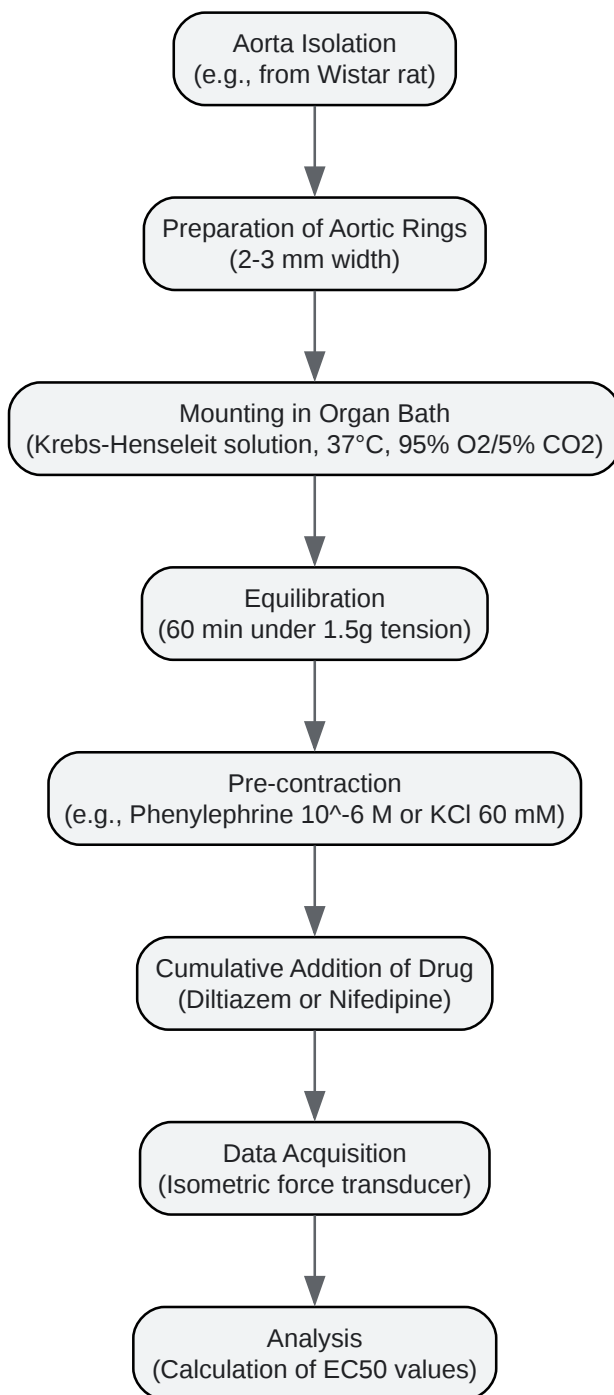 Aorta Isolation
(e.g., from Wistar rat)
Preparation of Aortic Rings
(2-3 mm width)
Mounting in Organ Bath
(Krebs-Henseleit solution, 37°C, 95% O2/5% CO2)
Equilibration
(60 min under 1.5g tension)
Pre-contraction
(e.g., Phenylephrine 10^-6 M or KCl 60 mM)
Cumulative Addition of Drug
(Diltiazem or Nifedipine)
Data Acquisition
(Isometric force transducer)
Analysis
(Calculation of EC50 values)